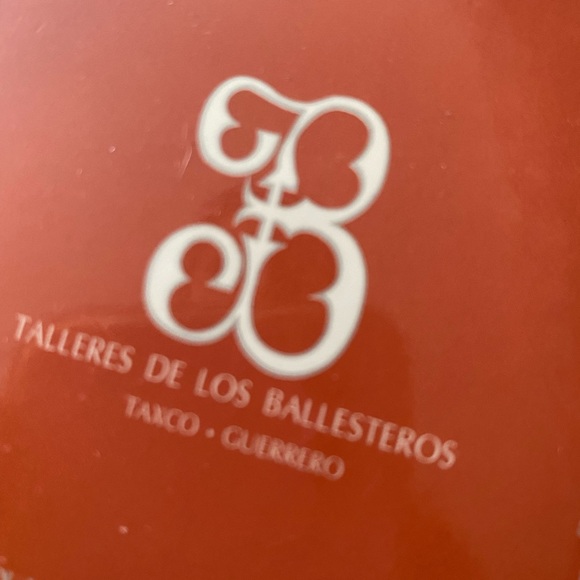 TALLERES DE LOS BALLESTEROS
TAXCO • GUERRERO